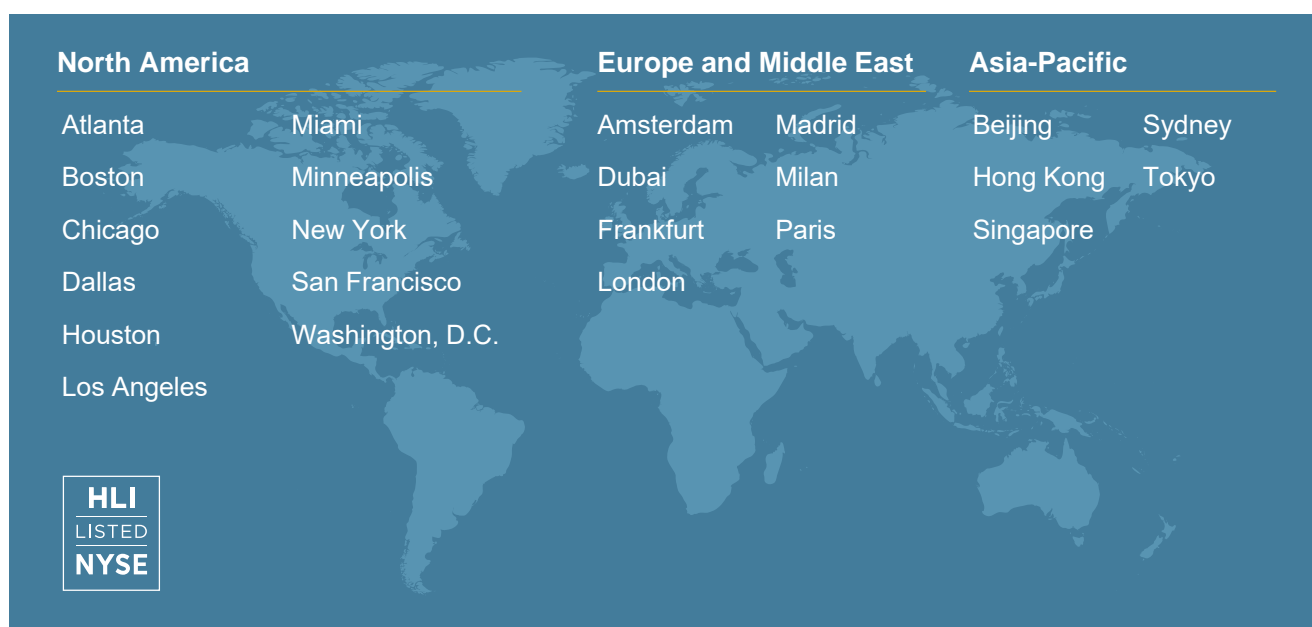 North America
Atlanta
Boston
Chicago
Dallas
Houston
Los Angeles
Miami
Minneapolis
New York
San Francisco
Washington, D.C.
Europe and Middle East
Amsterdam
Dubai
Frankfurt
London
Madrid
Milan
Paris
Asia-Pacific
Beijing
Hong Kong
Singapore
Sydney
Tokyo
HLI
LISTED
NYSE